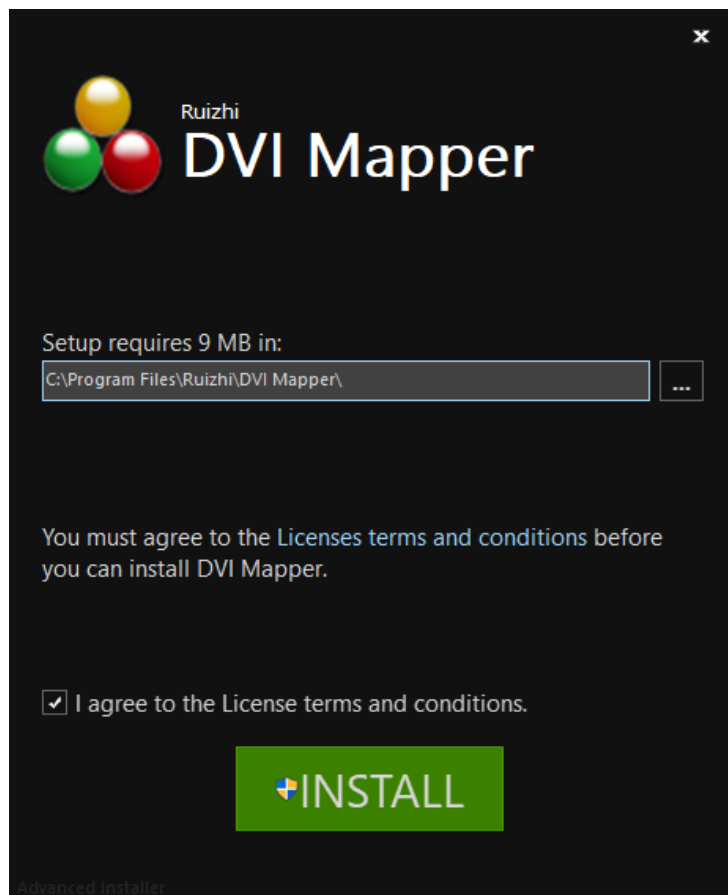 x
Ruizhi
DVI Mapper
Setup requires 9 MB in:
C:\Program Files\Ruizhi\DVI Mapper\
...
You must agree to the Licenses terms and conditions before
you can install DVI Mapper.
I agree to the License terms and conditions.
INSTALL
Advanced Installer